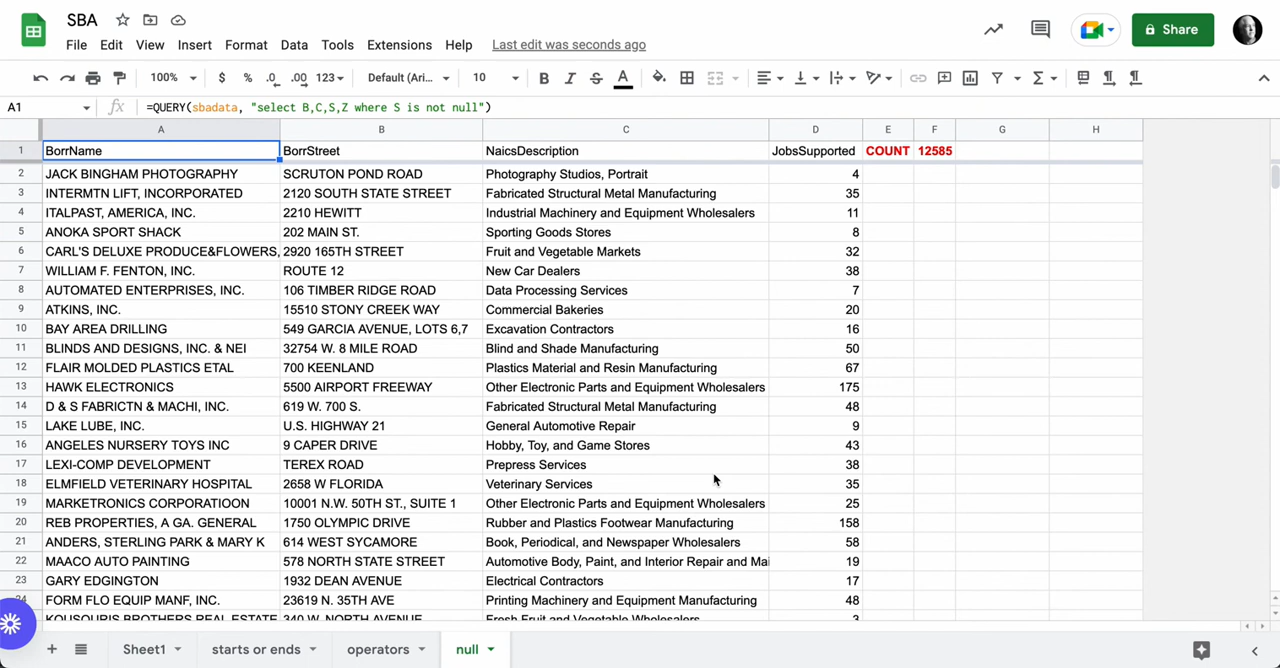 SBA
File Edit View Insert Format Data Tools Extensions Help Last edit was seconds ago
Share
100% $ % .0 .00 123 Default (Ari... 10 B I S A
A1 fx =QUERY(sbadata, "select B,C,S,Z where S is not null")
A B C D E F G H
1 BorrName BorrStreet NaicsDescription JobsSupported COUNT 12585
2 JACK BINGHAM PHOTOGRAPHY SCRUTON POND ROAD Photography Studios, Portrait 4
3 INTERMTN LIFT, INCORPORATED 2120 SOUTH STATE STREET Fabricated Structural Metal Manufacturing 35
4 ITALPAST, AMERICA, INC. 2210 HEWITT Industrial Machinery and Equipment Wholesalers 11
5 ANOKA SPORT SHACK 202 MAIN ST. Sporting Goods Stores 8
6 CARL'S DELUXE PRODUCE&FLOWERS, 2920 165TH STREET Fruit and Vegetable Markets 32
7 WILLIAM F. FENTON, INC. ROUTE 12 New Car Dealers 38
8 AUTOMATED ENTERPRISES, INC. 106 TIMBER RIDGE ROAD Data Processing Services 7
9 ATKINS, INC. 15510 STONY CREEK WAY Commercial Bakeries 20
10 BAY AREA DRILLING 549 GARCIA AVENUE, LOTS 6,7 Excavation Contractors 16
11 BLINDS AND DESIGNS, INC. & NEI 32754 W. 8 MILE ROAD Blind and Shade Manufacturing 50
12 FLAIR MOLDED PLASTICS ETAL 700 KEENLAND Plastics Material and Resin Manufacturing 67
13 HAWK ELECTRONICS 5500 AIRPORT FREEWAY Other Electronic Parts and Equipment Wholesalers 175
14 D & S FABRICTN & MACHI, INC. 619 W. 700 S. Fabricated Structural Metal Manufacturing 48
15 LAKE LUBE, INC. U.S. HIGHWAY 21 General Automotive Repair 9
16 ANGELES NURSERY TOYS INC 9 CAPER DRIVE Hobby, Toy, and Game Stores 43
17 LEXI-COMP DEVELOPMENT TEREX ROAD Prepress Services 38
18 ELMFIELD VETERINARY HOSPITAL 2658 W FLORIDA Veterinary Services 35
19 MARKETRONICS CORPORATIOON 10001 N.W. 50TH ST., SUITE 1 Other Electronic Parts and Equipment Wholesalers 25
20 REB PROPERTIES, A GA. GENERAL 1750 OLYMPIC DRIVE Rubber and Plastics Footwear Manufacturing 158
21 ANDERS, STERLING PARK & MARY K 614 WEST SYCAMORE Book, Periodical, and Newspaper Wholesalers 58
22 MAACO AUTO PAINTING 578 NORTH STATE STREET Automotive Body, Paint, and Interior Repair and Mai 19
23 GARY EDGINGTON 1932 DEAN AVENUE Electrical Contractors 17
24 FORM FLO EQUIP MANF, INC. 23619 N. 35TH AVE Printing Machinery and Equipment Manufacturing 48
KOUSOURIS BROTHERS REAL ESTATE 340 W. NORTH AVENUE Fresh Fruit and Vegetable Wholesalers 3
Sheet1 starts or ends operators null